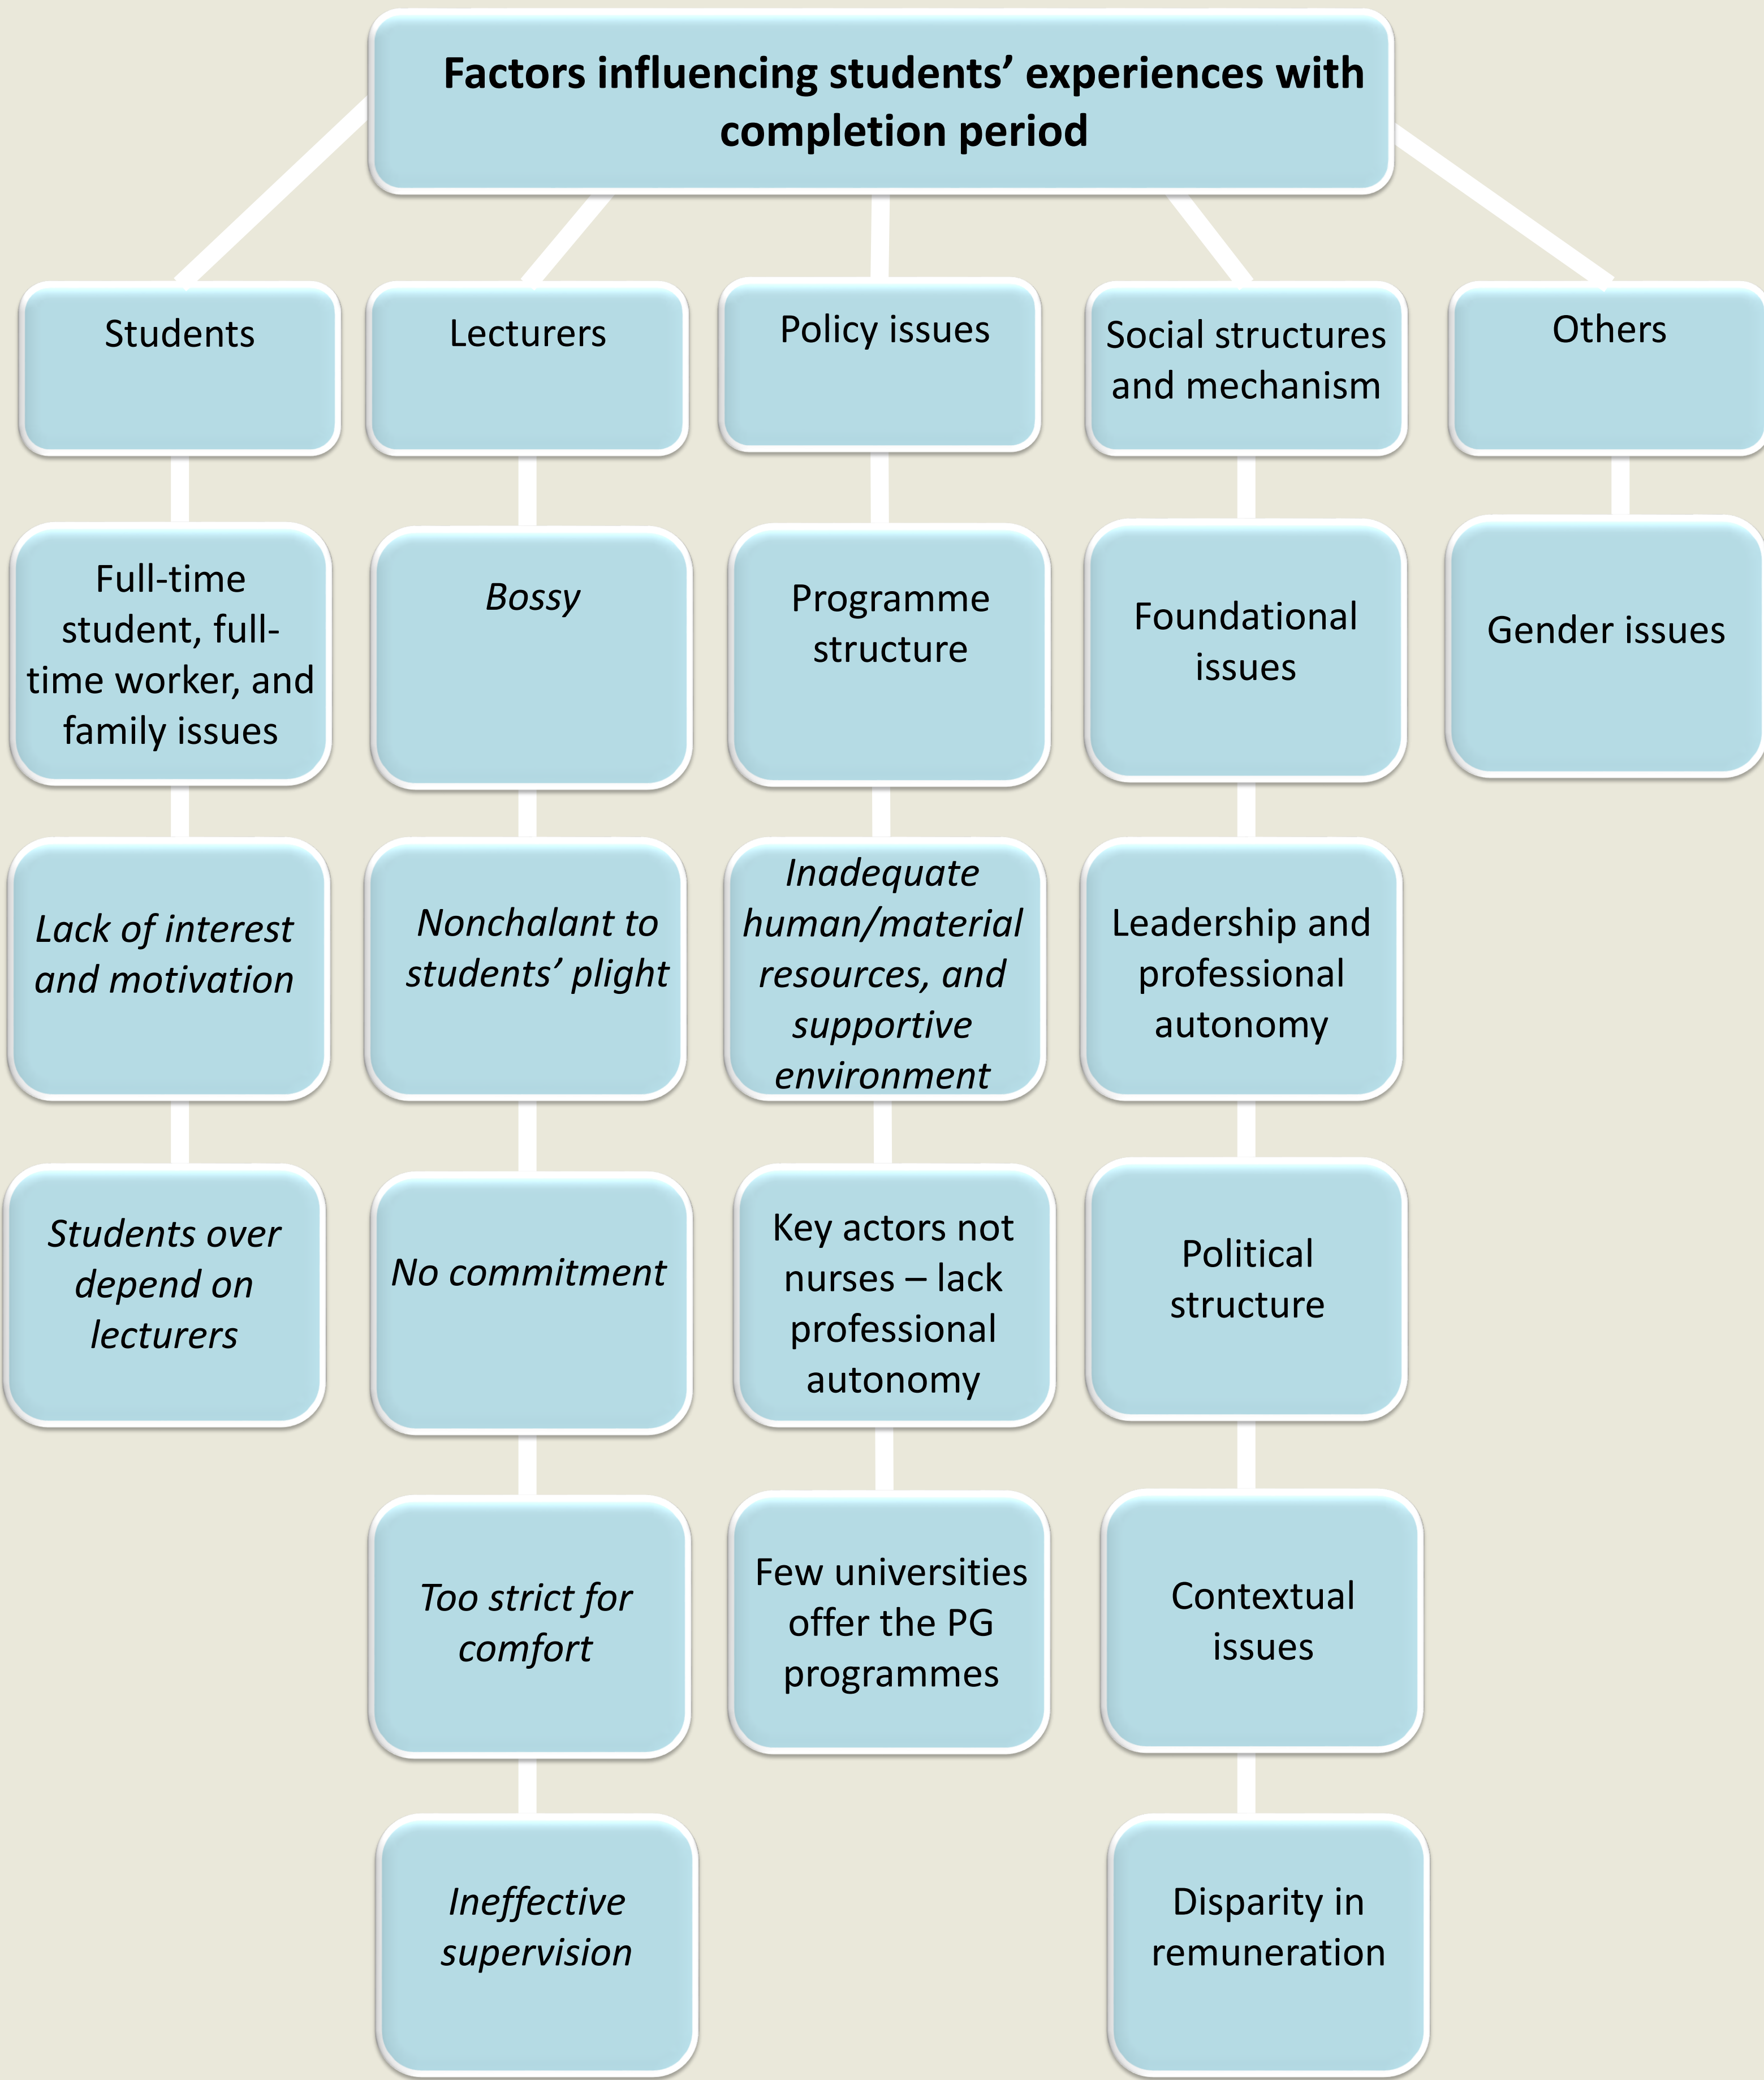 Factors influencing students’ experiences with
completion period
Students
Lecturers
Policy issues
Social structures
and mechanism
Others
Full-time
student, full-
time worker, and
family issues
Bossy
Programme
structure
Foundational
issues
Gender issues
Lack of interest
and motivation
Nonchalant to
students’ plight
Inadequate
human/material
resources, and
supportive
environment
Leadership and
professional
autonomy
Students over
depend on
lecturers
No commitment
Key actors not
nurses – lack
professional
autonomy
Political
structure
Too strict for
comfort
Few universities
offer the PG
programmes
Contextual
issues
Ineffective
supervision
Disparity in
remuneration